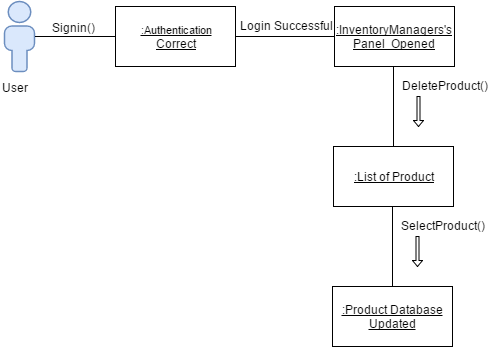 Signin()
:Authentication
Correct
Login Successful
:InventoryManagers's
Panel Opened
User
DeleteProduct()
:List of Product
SelectProduct()
:Product Database
Updated